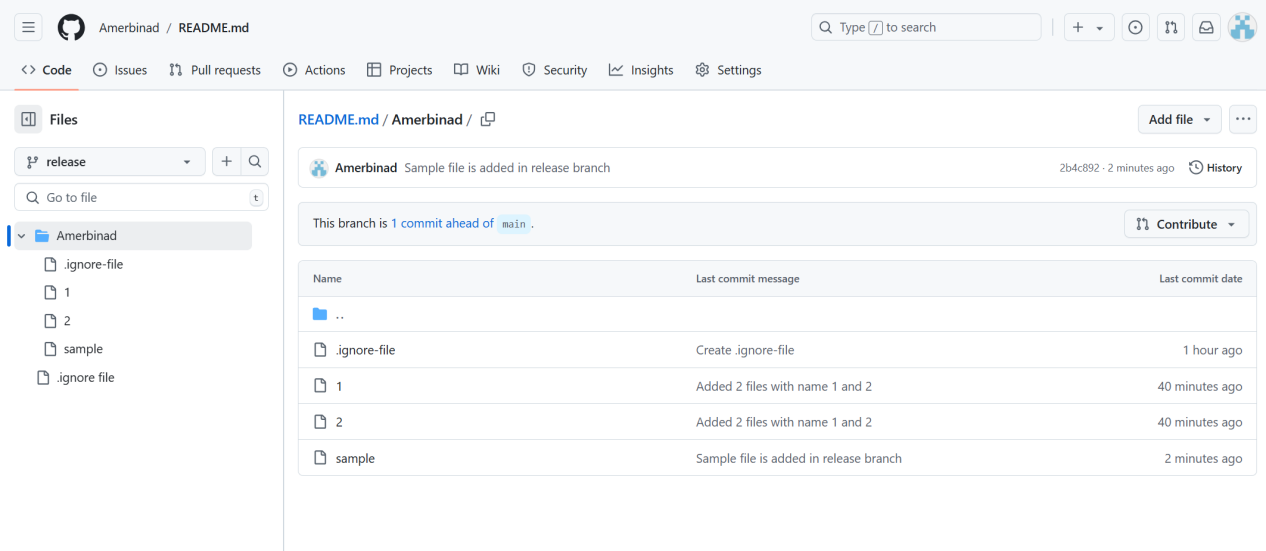 Amerbinad / README.md
Type / to search
Code Issues Pull requests Actions Projects Wiki Security Insights Settings
Files
release
Go to file t
Amerbinad
.ignore-file
1
2
sample
.ignore file
README.md / Amerbinad /
Add file
Amerbinad Sample file is added in release branch 2b4c892 · 2 minutes ago History
This branch is 1 commit ahead of main .
Contribute
Name Last commit message Last commit date
..
.ignore-file Create .ignore-file 1 hour ago
1 Added 2 files with name 1 and 2 40 minutes ago
2 Added 2 files with name 1 and 2 40 minutes ago
sample Sample file is added in release branch 2 minutes ago